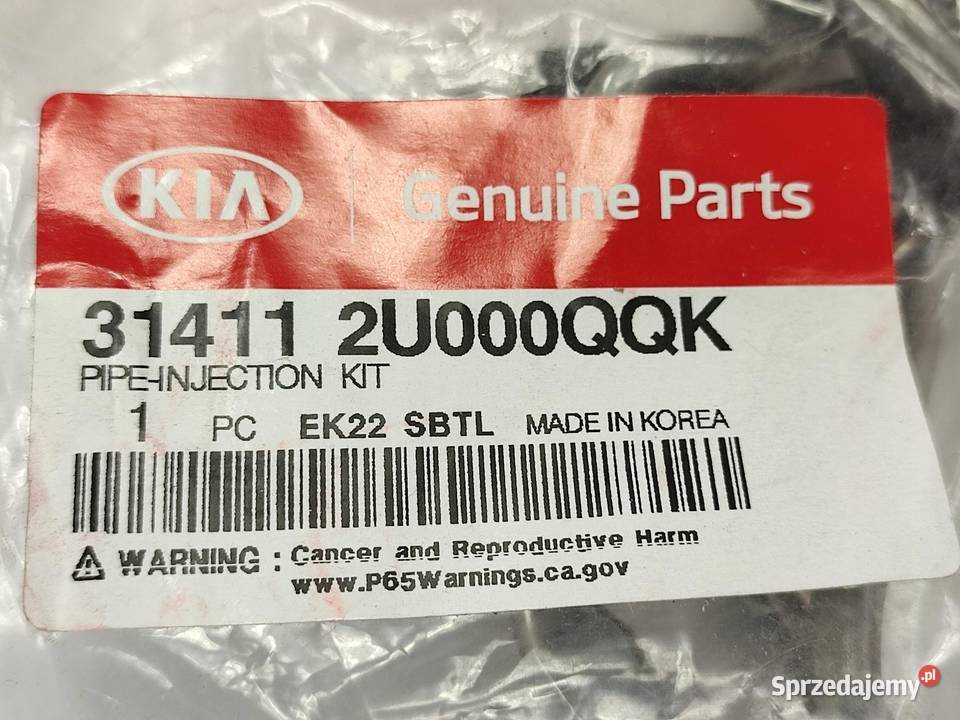 KIA Genuine Parts
31411 2U000QQK
PIPE-INJECTION KIT
1 PC EK22 SBTL MADE IN KOREA
WARNING : Cancer and Reproductive Harm
www.P65Warnings.ca.gov
Sprzedajemy.pl